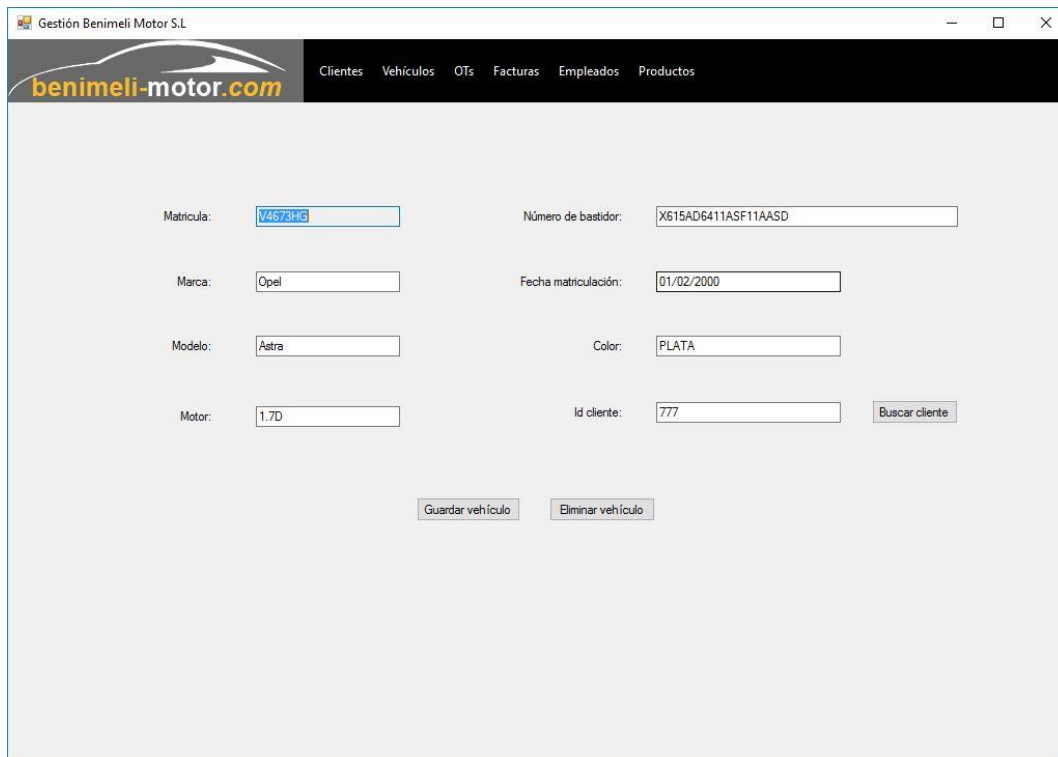 Gestión Benimeli Motor S.L
benimeli-motor.com
Clientes Vehículos OTs Facturas Empleados Productos
Matricula: V4673HG Número de bastidor: X615AD6411ASF11AASD
Marca: Opel Fecha matriculación: 01/02/2000
Modelo: Astra Color: PLATA
Motor: 1.7D Id cliente: 777 Buscar cliente
Guardar vehículo Eliminar vehículo